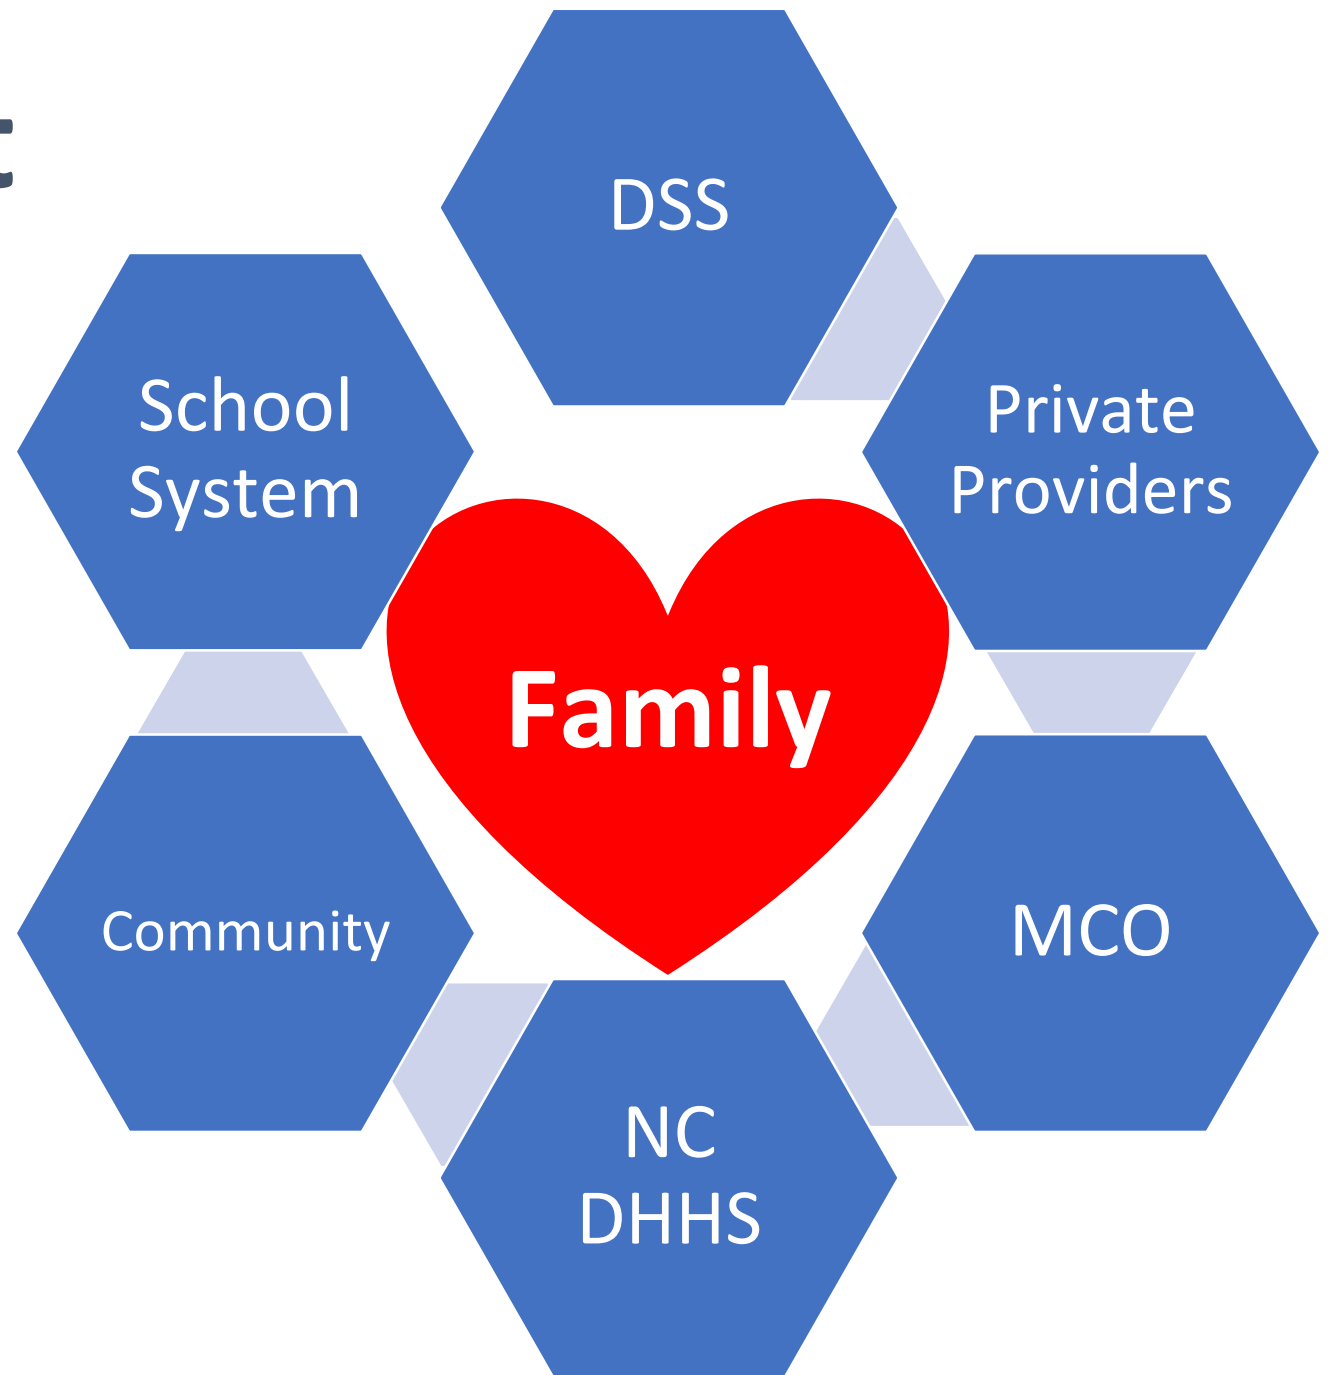 t
DSS
School
System
Private
Providers
Family
Community
MCO
NC
DHHS